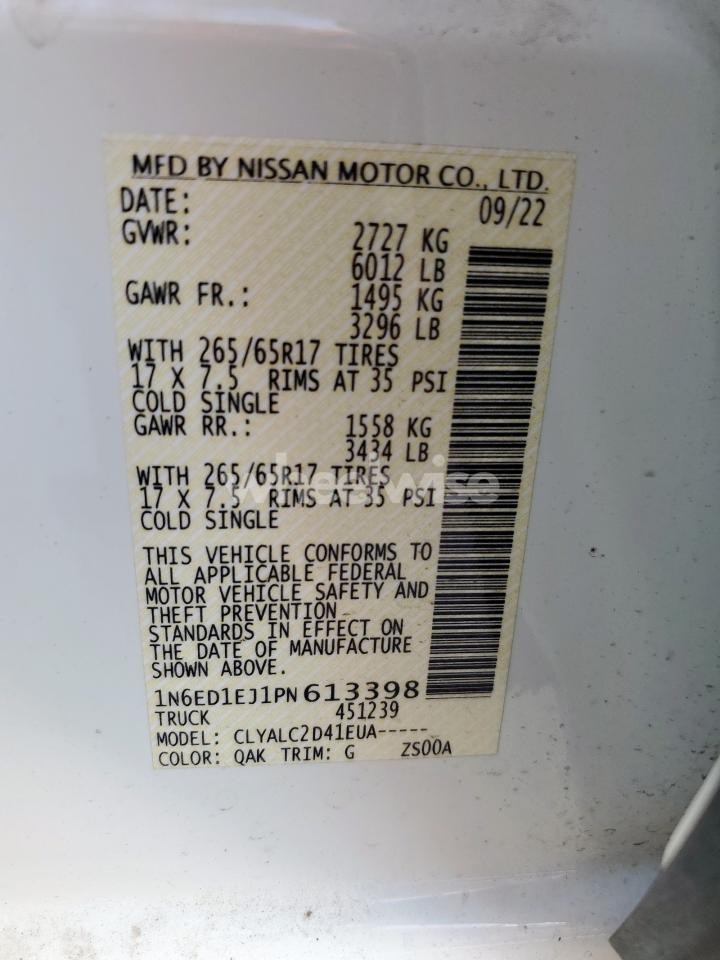 MFD BY NISSAN MOTOR CO., LTD.
DATE: 09/22
GVWR: 2727 KG
6012 LB
GAWR FR.: 1495 KG
3296 LB
WITH 265/65R17 TIRES
17 X 7.5 RIMS AT 35 PSI
COLD SINGLE
GAWR RR.: 1558 KG
3434 LB
WITH 265/65R17 TIRES
17 X 7.5 RIMS AT 35 PSI
COLD SINGLE
wheelwise
THIS VEHICLE CONFORMS TO
ALL APPLICABLE FEDERAL
MOTOR VEHICLE SAFETY AND
THEFT PREVENTION
STANDARDS IN EFFECT ON
THE DATE OF MANUFACTURE
SHOWN ABOVE.
1N6ED1EJ1PN613398
TRUCK 451239
MODEL: CLYALC2D41EUA-----
COLOR: QAK TRIM: G ZS00A